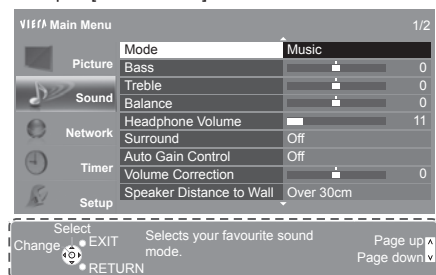 VIErA Main Menu 1/2
Picture
Sound
Network
Timer
Setup
Mode Music
Bass 0
Treble 0
Balance 0
Headphone Volume 11
Surround Off
Auto Gain Control Off
Volume Correction 0
Speaker Distance to Wall Over 30cm
Select
Change
EXIT
RETURN
Selects your favourite sound
mode.
Page up
Page down